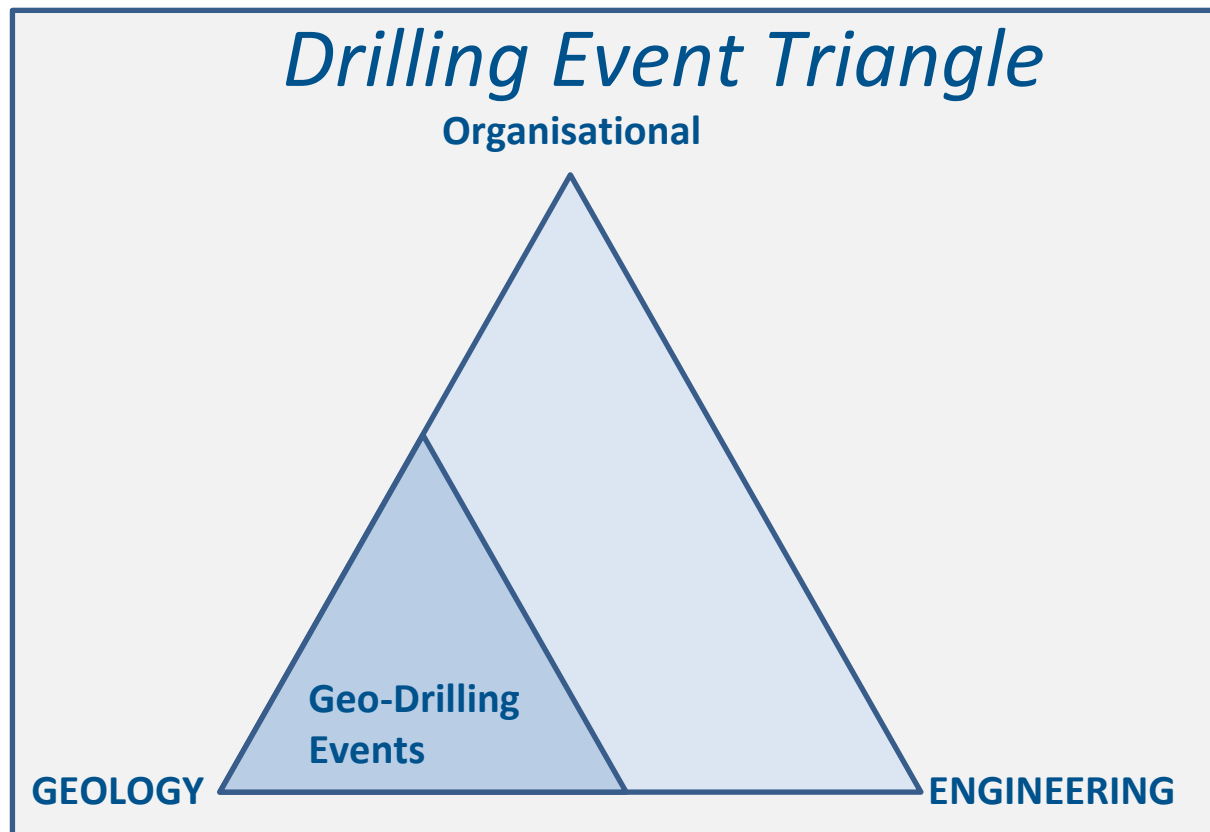 Drilling Event Triangle
Organisational
Geo-Drilling
Events
GEOLOGY
ENGINEERING